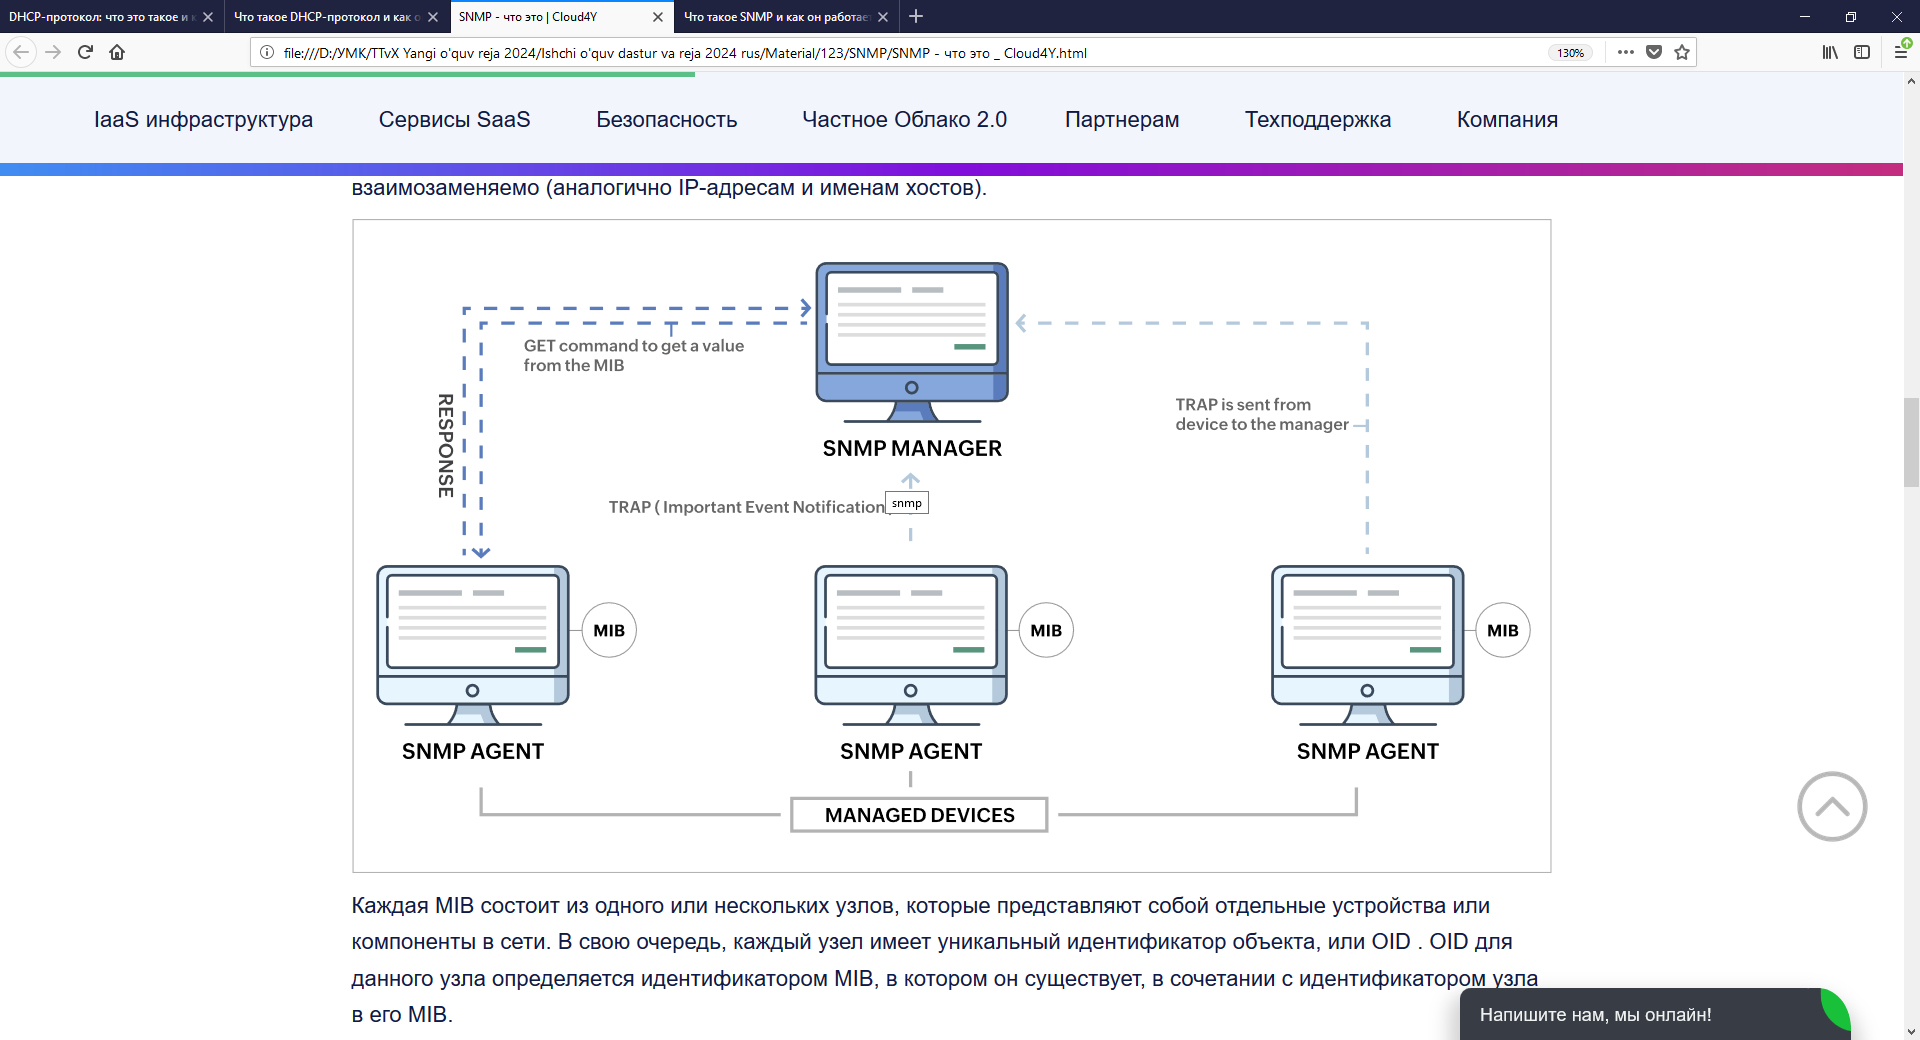 DHCP-протокол: что это такое и к
Что такое DHCP-протокол и как о
SNMP - что это | Cloud4Y
Что такое SNMP и как он работае
file:///D:/УМК/TTvX Yangi o'quv reja 2024/Ishchi o'quv dastur va reja 2024 rus/Material/123/SNMP/SNMP - что это _ Cloud4Y.html
130%
IaaS инфраструктура
Сервисы SaaS
Безопасность
Частное Облако 2.0
Партнерам
Техподдержка
Компания
взаимозаменяемо (аналогично IP-адресам и именам хостов).
GET command to get a value
from the MIB
RESPONSE
SNMP MANAGER
TRAP is sent from
device to the manager
TRAP ( Important Event Notification
snmp
MIB
MIB
MIB
SNMP AGENT
SNMP AGENT
SNMP AGENT
MANAGED DEVICES
Каждая MIB состоит из одного или нескольких узлов, которые представляют собой отдельные устройства или
компоненты в сети. В свою очередь, каждый узел имеет уникальный идентификатор объекта, или OID . OID для
данного узла определяется идентификатором MIB, в котором он существует, в сочетании с идентификатором узла
в его MIB.
Напишите нам, мы онлайн!